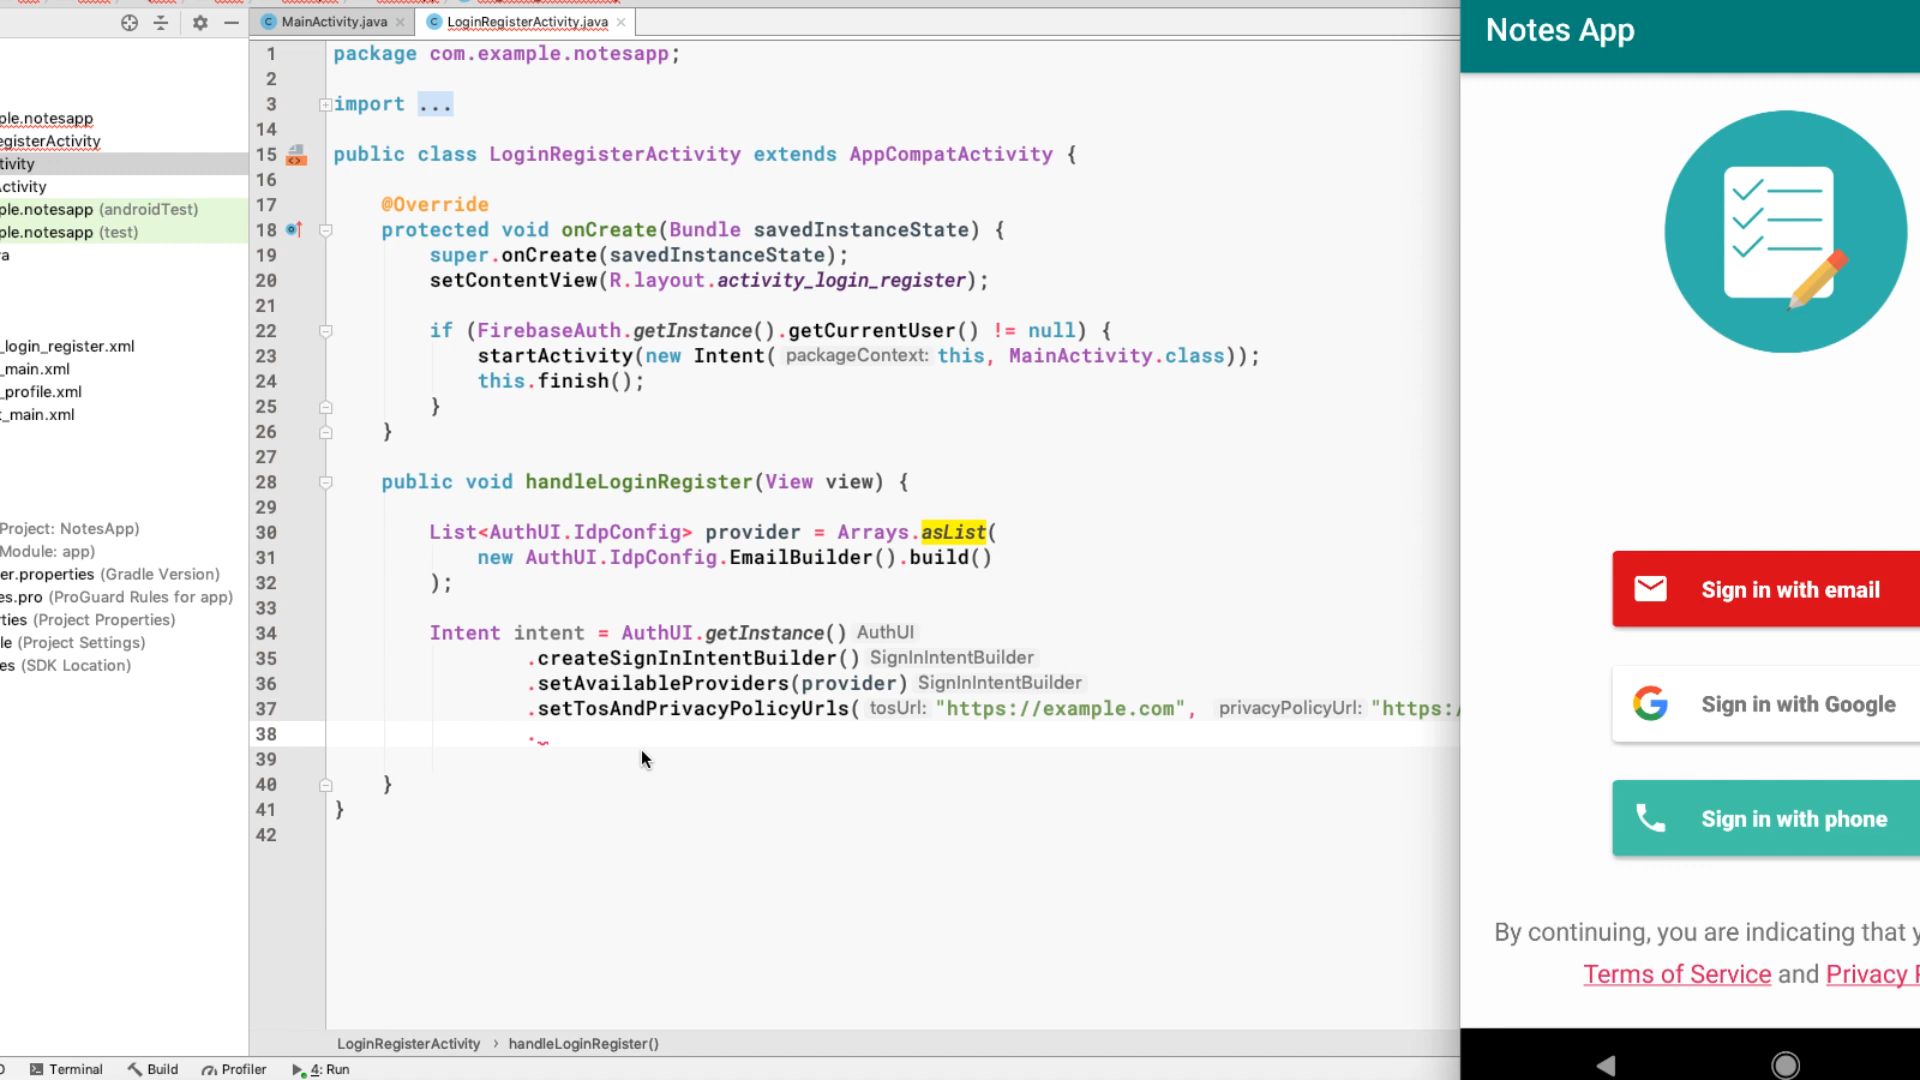 MainActivity.java
LoginRegisterActivity.java
ple.notesapp
egisterActivity
tivity
Activity
ple.notesapp (androidTest)
ple.notesapp (test)
a
_login_register.xml
_main.xml
_profile.xml
t_main.xml
Project: NotesApp)
Module: app)
er.properties (Gradle Version)
es.pro (ProGuard Rules for app)
rties (Project Properties)
le (Project Settings)
es (SDK Location)
1 package com.example.notesapp;
2
3 import ...
14
15 public class LoginRegisterActivity extends AppCompatActivity {
16
17 @Override
18 protected void onCreate(Bundle savedInstanceState) {
19 super.onCreate(savedInstanceState);
20 setContentView(R.layout.activity_login_register);
21
22 if (FirebaseAuth.getInstance().getCurrentUser() != null) {
23 startActivity(new Intent( packageContext: this, MainActivity.class));
24 this.finish();
25 }
26 }
27
28 public void handleLoginRegister(View view) {
29
30 List<AuthUI.IdpConfig> provider = Arrays.asList(
31 new AuthUI.IdpConfig.EmailBuilder().build()
32 );
33
34 Intent intent = AuthUI.getInstance() AuthUI
35 .createSignInIntentBuilder() SignInIntentBuilder
36 .setAvailableProviders(provider) SignInIntentBuilder
37 .setTosAndPrivacyPolicyUrls( tosUrl: "https://example.com", privacyPolicyUrl: "https:/
38 .
39
40 }
41 }
42
LoginRegisterActivity › handleLoginRegister()
Terminal Build Profiler 4: Run
Notes App
Sign in with email
Sign in with Google
Sign in with phone
By continuing, you are indicating that y
Terms of Service and Privacy P